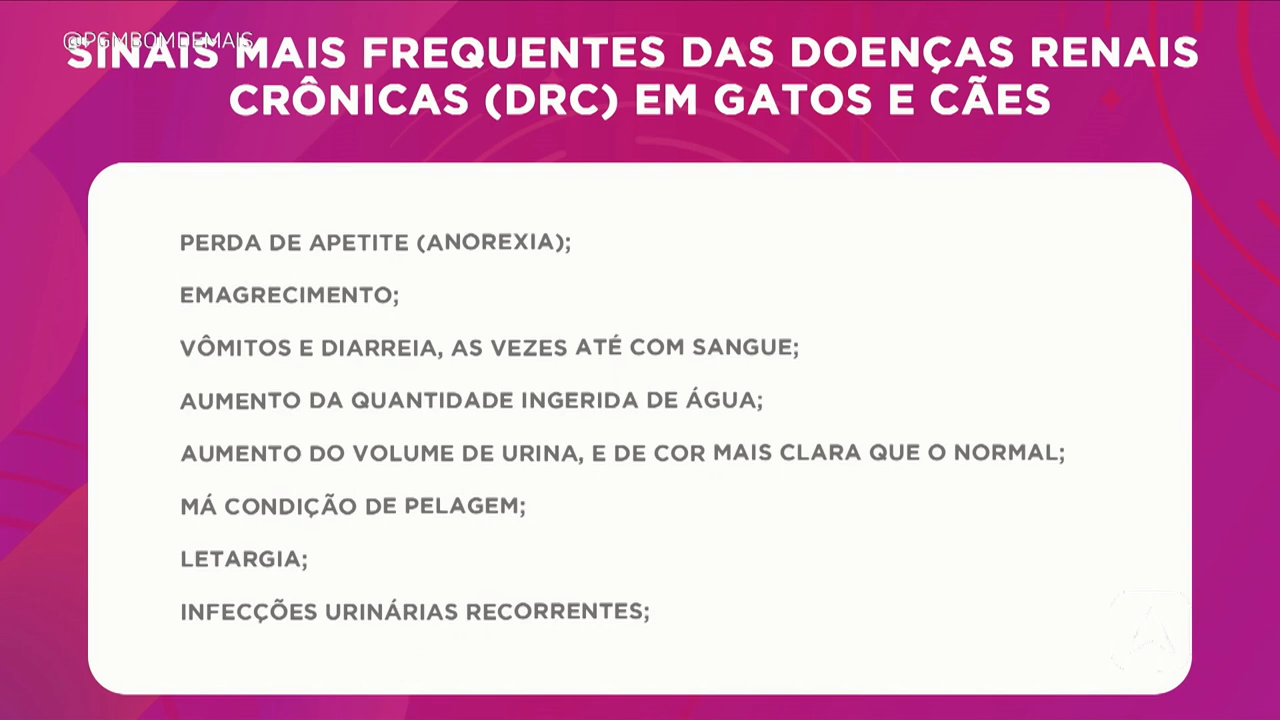 @PGMBOMDEMAIS
SINAIS MAIS FREQUENTES DAS DOENÇAS RENAIS
CRÔNICAS (DRC) EM GATOS E CÃES
PERDA DE APETITE (ANOREXIA);
EMAGRECIMENTO;
VÔMITOS E DIARREIA, AS VEZES ATÉ COM SANGUE;
AUMENTO DA QUANTIDADE INGERIDA DE ÁGUA;
AUMENTO DO VOLUME DE URINA, E DE COR MAIS CLARA QUE O NORMAL;
MÁ CONDIÇÃO DE PELAGEM;
LETARGIA;
INFECÇÕES URINÁRIAS RECORRENTES;